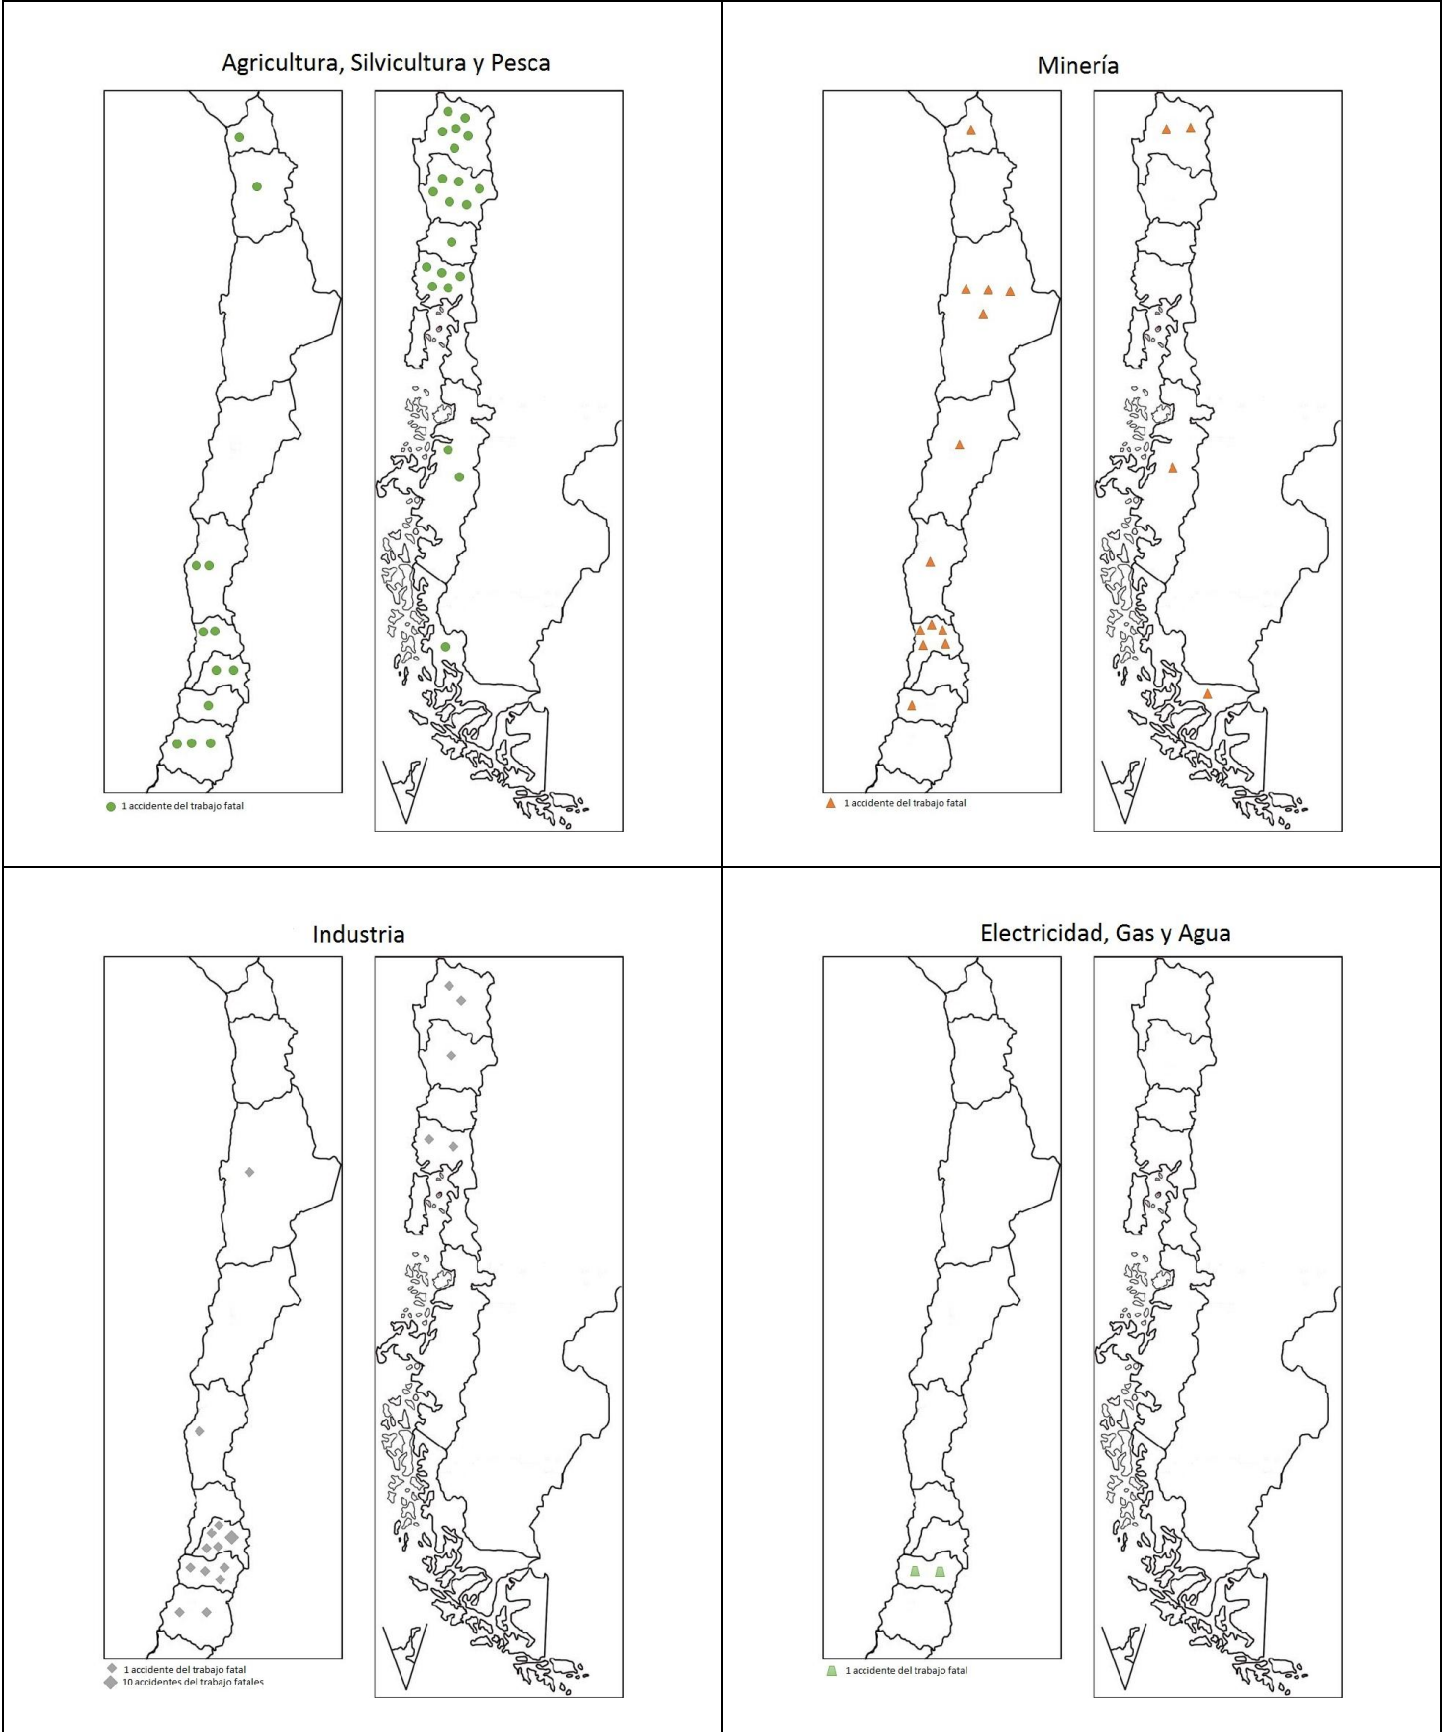 Agricultura, Silvicultura y Pesca
1 accidente del trabajo fatal
Minería
1 accidente del trabajo fatal
Industria
1 accidente del trabajo fatal
10 accidentes del trabajo fatales
Electricidad, Gas y Agua
1 accidente del trabajo fatal